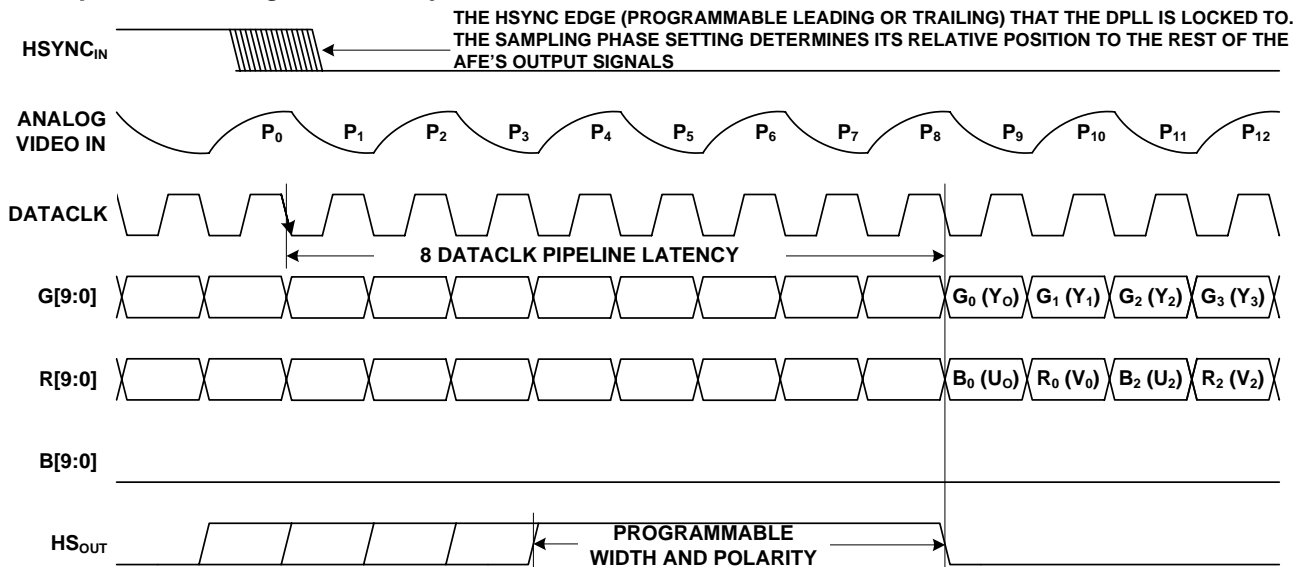 THE HSYNC EDGE (PROGRAMMABLE LEADING OR TRAILING) THAT THE DPLL IS LOCKED TO.
THE SAMPLING PHASE SETTING DETERMINES ITS RELATIVE POSITION TO THE REST OF THE
AFE'S OUTPUT SIGNALS
HSYNCIN
ANALOG
VIDEO IN
P0 P1 P2 P3 P4 P5 P6 P7 P8 P9 P10 P11 P12
DATACLK
8 DATACLK PIPELINE LATENCY
G[9:0] G0 (YO) G1 (Y1) G2 (Y2) G3 (Y3)
R[9:0] B0 (UO) R0 (V0) B2 (U2) R2 (V2)
B[9:0]
HSOUT
PROGRAMMABLE
WIDTH AND POLARITY